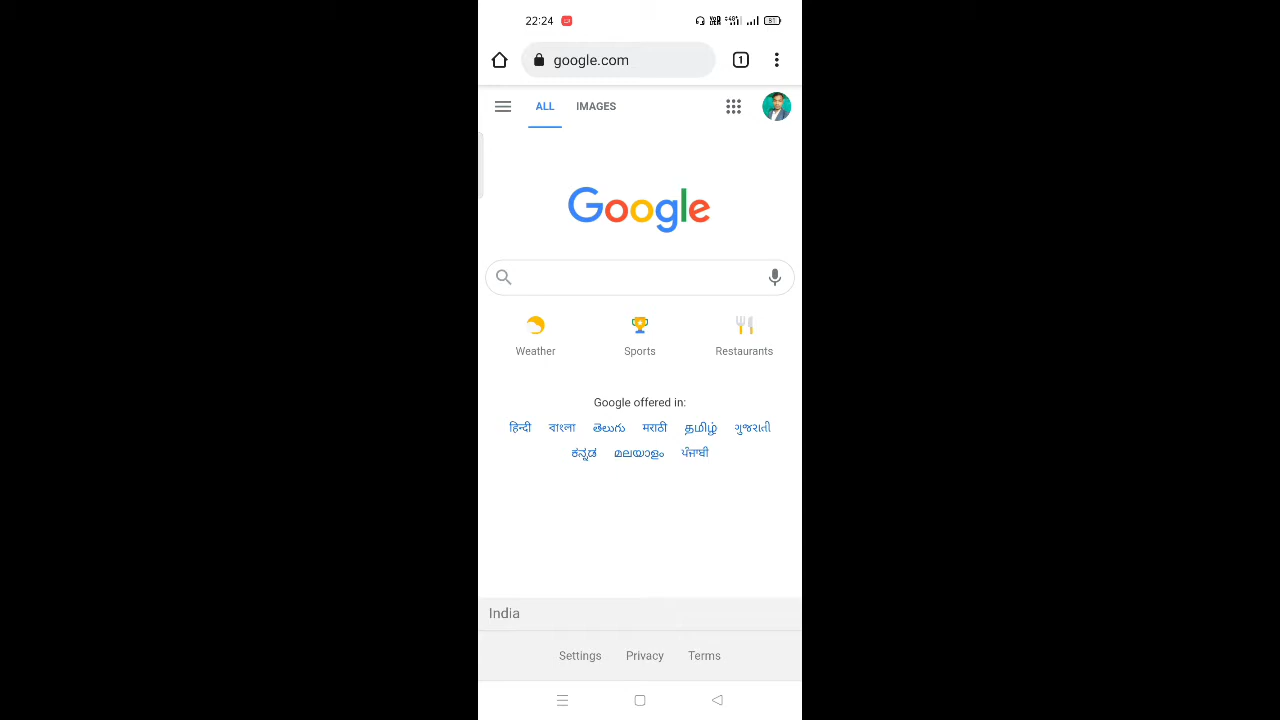 22:24
google.com 1
ALL IMAGES
Google
Weather Sports Restaurants
Google offered in:
हिन्दी বাংলা తెలుగు मराठी தமிழ் ગુજરાતી
ಕನ್ನಡ മലയാളം ਪੰਜਾਬੀ
India
Settings Privacy Terms